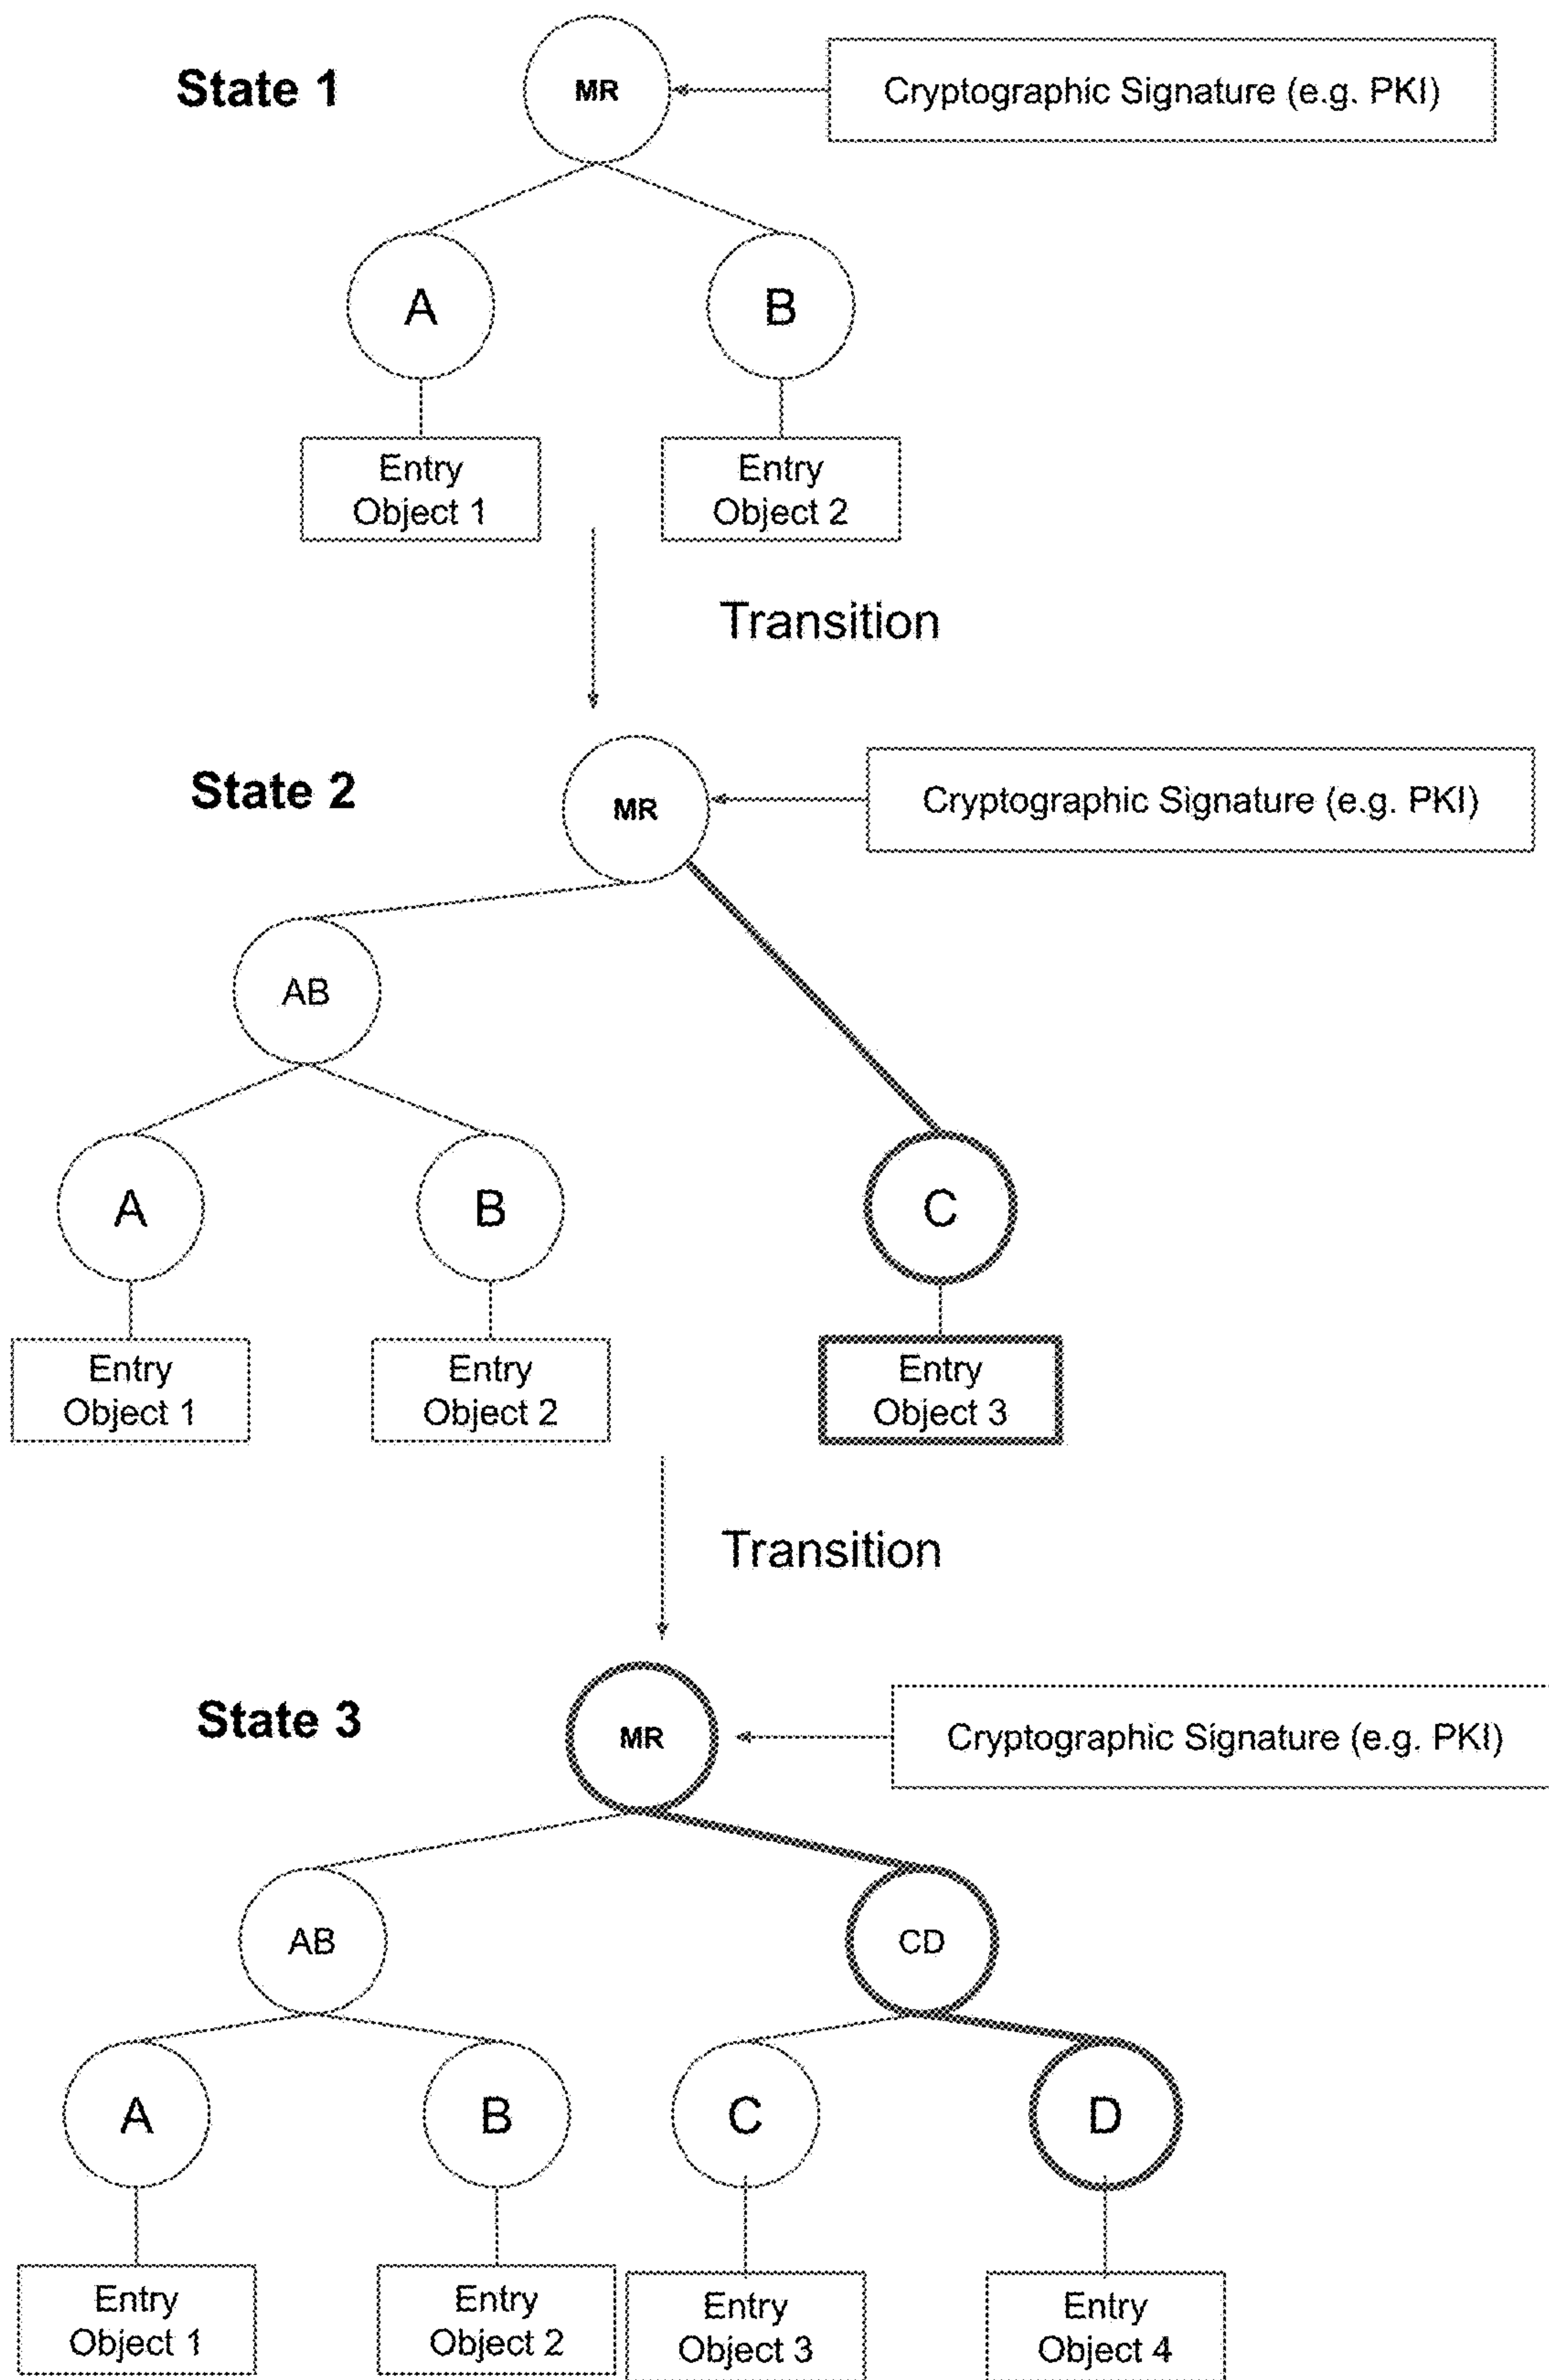 State 1
MR
Cryptographic Signature (e.g. PKI)
A
B
Entry
Object 1
Entry
Object 2
Transition
State 2
MR
Cryptographic Signature (e.g. PKI)
AB
A
B
C
Entry
Object 1
Entry
Object 2
Entry
Object 3
Transition
State 3
MR
Cryptographic Signature (e.g. PKI)
AB
CD
A
B
C
D
Entry
Object 1
Entry
Object 2
Entry
Object 3
Entry
Object 4